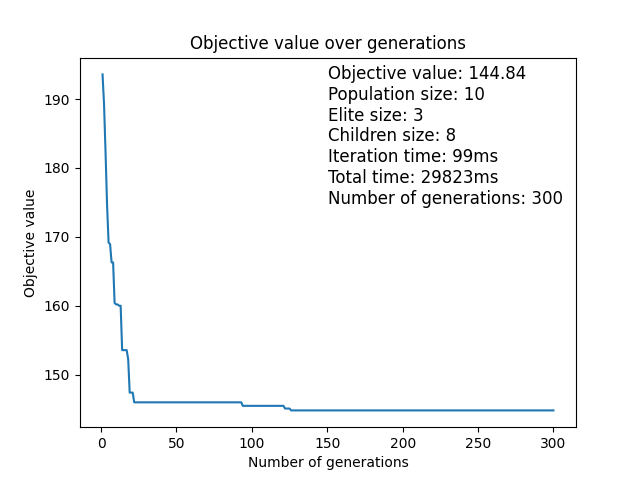 Objective value over generations
Objective value: 144.84
Population size: 10
Elite size: 3
Children size: 8
Iteration time: 99ms
Total time: 29823ms
Number of generations: 300
Objective value
190
180
170
160
150
0 50 100 150 200 250 300
Number of generations